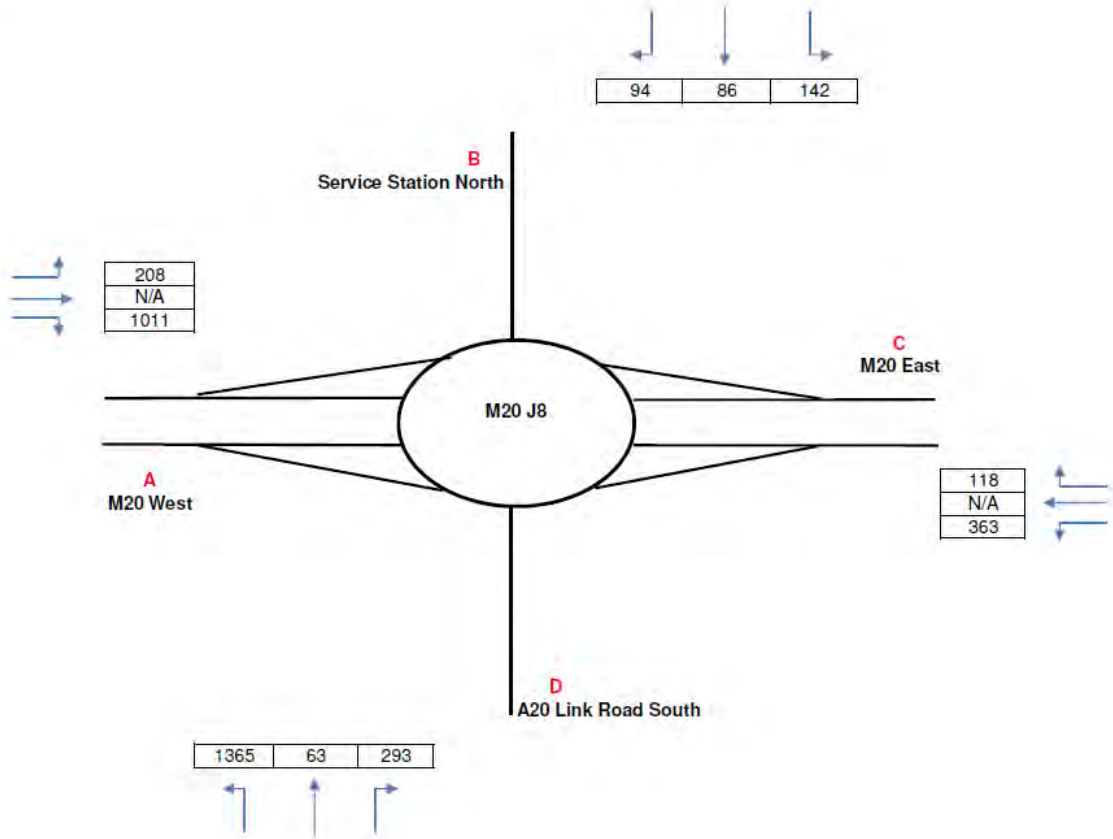 94 86 142
B
Service Station North
208
N/A
1011
C
M20 East
M20 J8
A
M20 West
118
N/A
363
D
A20 Link Road South
1365 63 293